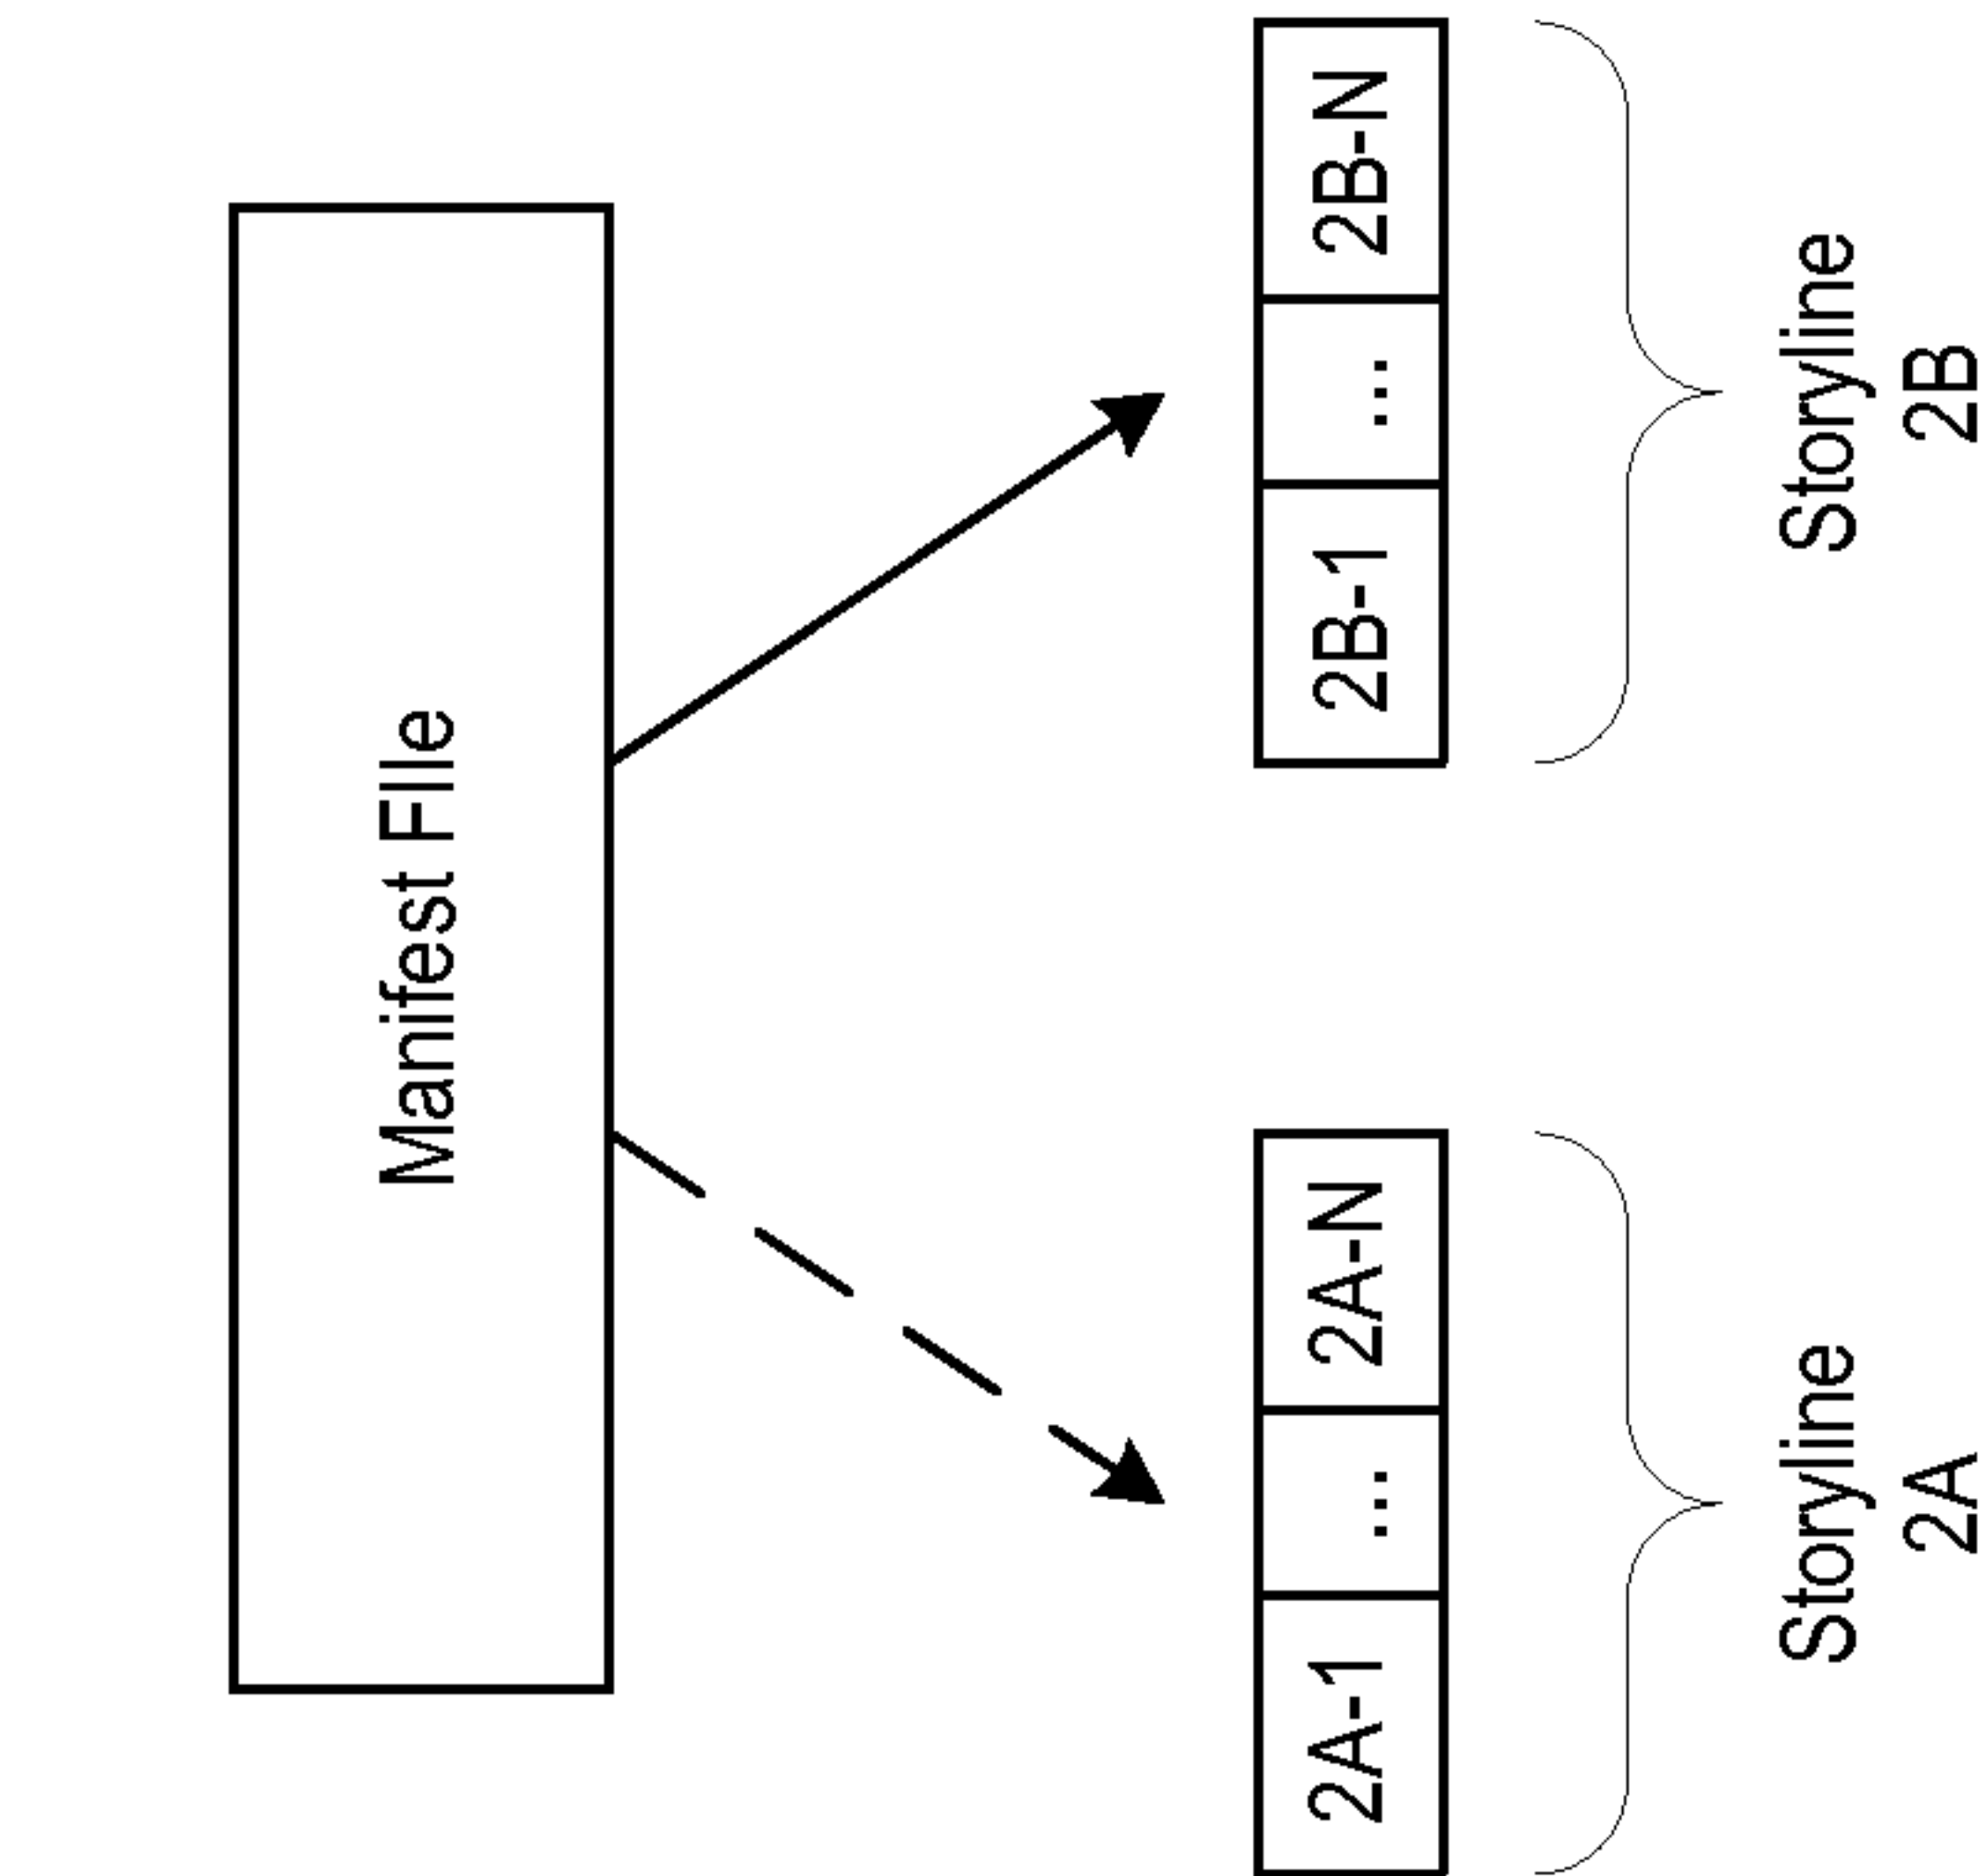 Manifest FIle
2A-1 ... 2A-N
2B-1 ... 2B-N
Storyline
2A
Storyline
2B